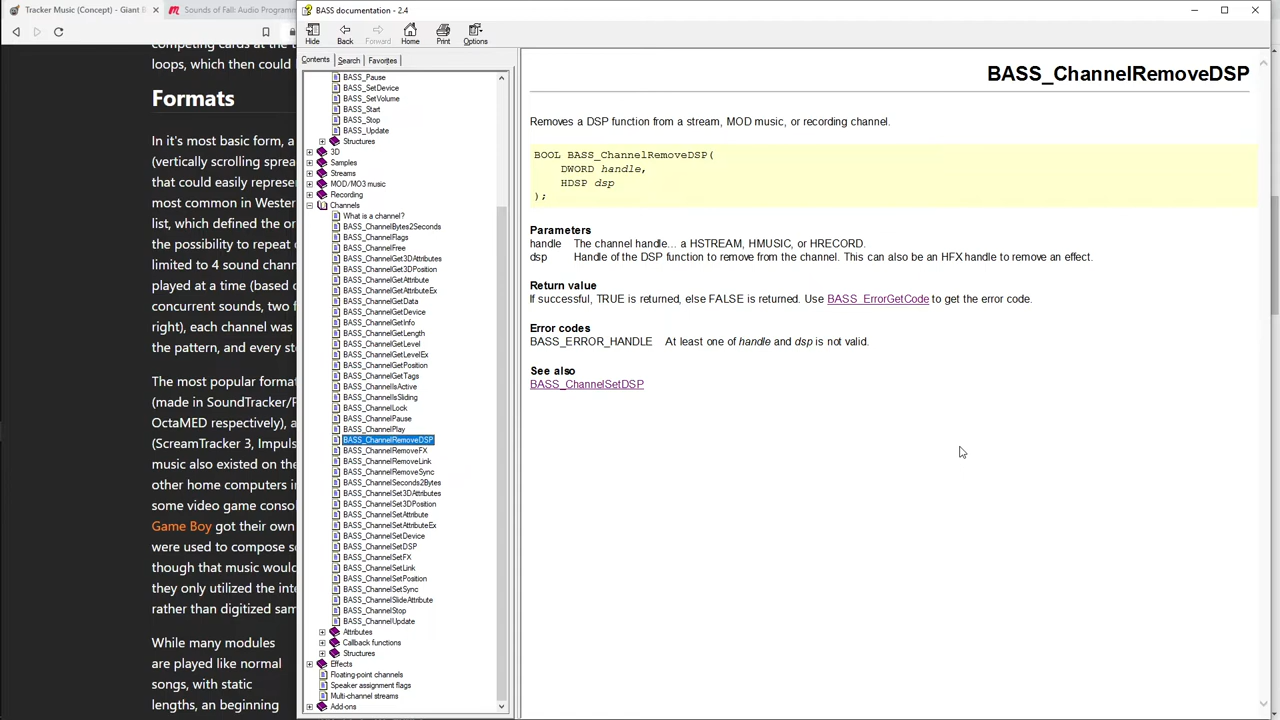 Tracker Music (Concept) - Giant B
Sounds of Fall: Audio Programm
competing cards at the t
loops, which then could
Formats
In it's most basic form, a
(vertically scrolling sprea
that could easily represe
most common in Wester
list, which defined the or
the possibility to repeat o
limited to 4 sound chann
played at a time (based o
concurrent sounds, two f
right), each channel was
the pattern, and every st
The most popular format
(made in SoundTracker/P
OctaMED respectively), a
(ScreamTracker 3, Impuls
music also existed on the
other home computers in
some video game consol
Game Boy got their own
were used to compose so
though that music would
they only utilized the inte
rather than digitized sam
While many modules
are played like normal
songs, with static
lengths, an beginning
BASS documentation - 2.4
Hide
Back
Forward
Home
Print
Options
Contents
Search
Favorites
BASS_Pause
BASS_SetDevice
BASS_SetVolume
BASS_Start
BASS_Stop
BASS_Update
Structures
3D
Samples
Streams
MOD/MO3 music
Recording
Channels
What is a channel?
BASS_ChannelBytes2Seconds
BASS_ChannelFlags
BASS_ChannelFree
BASS_ChannelGet3DAttributes
BASS_ChannelGet3DPosition
BASS_ChannelGetAttribute
BASS_ChannelGetAttributeEx
BASS_ChannelGetData
BASS_ChannelGetDevice
BASS_ChannelGetInfo
BASS_ChannelGetLength
BASS_ChannelGetLevel
BASS_ChannelGetLevelEx
BASS_ChannelGetPosition
BASS_ChannelGetTags
BASS_ChannelIsActive
BASS_ChannelIsSliding
BASS_ChannelLock
BASS_ChannelPause
BASS_ChannelPlay
BASS_ChannelRemoveDSP
BASS_ChannelRemoveFX
BASS_ChannelRemoveLink
BASS_ChannelRemoveSync
BASS_ChannelSeconds2Bytes
BASS_ChannelSet3DAttributes
BASS_ChannelSet3DPosition
BASS_ChannelSetAttribute
BASS_ChannelSetAttributeEx
BASS_ChannelSetDevice
BASS_ChannelSetDSP
BASS_ChannelSetFX
BASS_ChannelSetLink
BASS_ChannelSetPosition
BASS_ChannelSetSync
BASS_ChannelSlideAttribute
BASS_ChannelStop
BASS_ChannelUpdate
Attributes
Callback functions
Structures
Effects
Floating-point channels
Speaker assignment flags
Multi-channel streams
Add-ons
BASS_ChannelRemoveDSP
Removes a DSP function from a stream, MOD music, or recording channel.
BOOL BASS_ChannelRemoveDSP(
DWORD handle,
HDSP dsp
);
Parameters
handle The channel handle... a HSTREAM, HMUSIC, or HRECORD.
dsp Handle of the DSP function to remove from the channel. This can also be an HFX handle to remove an effect.
Return value
If successful, TRUE is returned, else FALSE is returned. Use BASS_ErrorGetCode to get the error code.
Error codes
BASS_ERROR_HANDLE At least one of handle and dsp is not valid.
See also
BASS_ChannelSetDSP